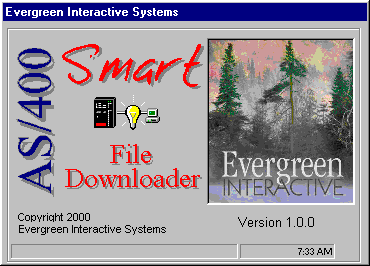 Evergreen Interactive Systems
AS/400
Smart
File
Downloader
Evergreen
INTERACTIVE
Copyright 2000
Evergreen Interactive Systems
Version 1.0.0
7:33 AM